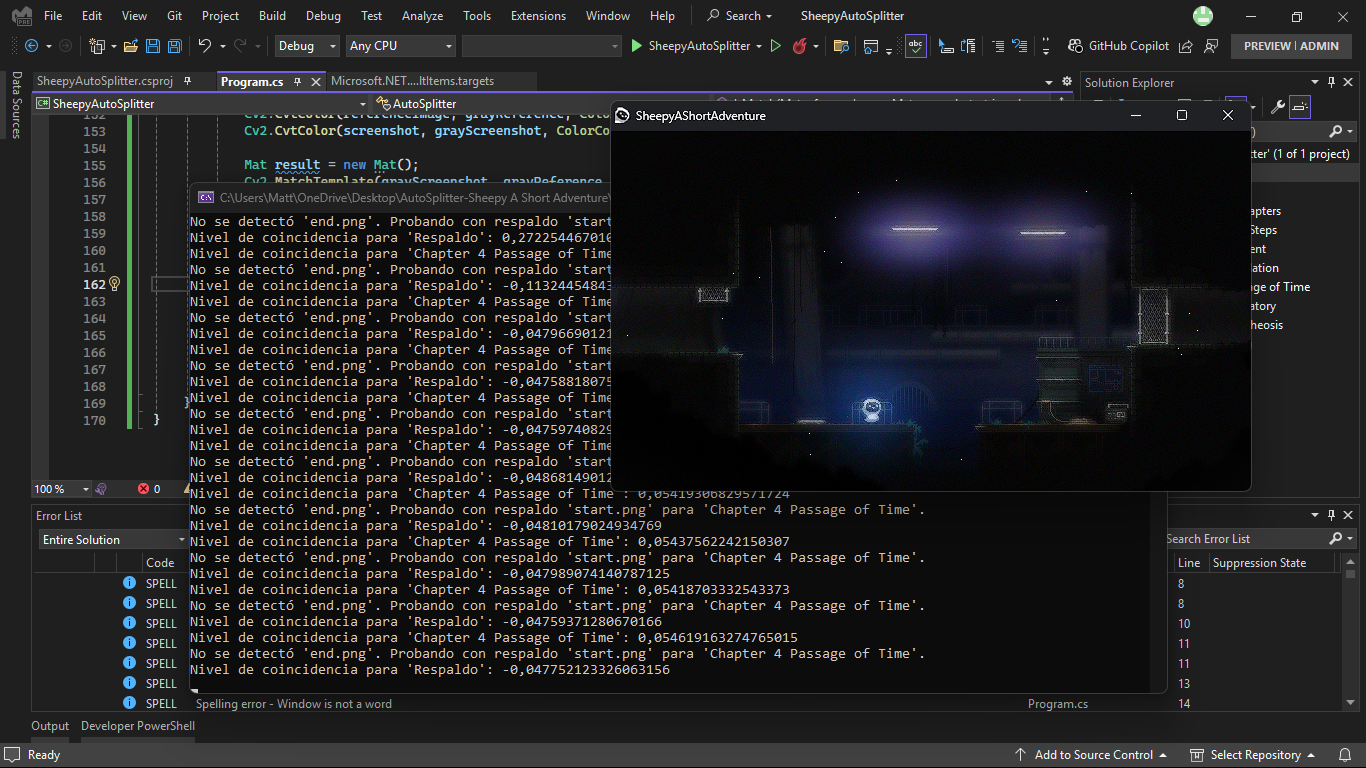 File Edit View Git Project Build Debug Test Analyze Tools Extensions Window Help Search SheepyAutoSplitter
Debug Any CPU SheepyAutoSplitter GitHub Copilot PREVIEW | ADMIN
Data Sources
SheepyAutoSplitter.csproj Program.cs Microsoft.NET....ltItems.targets
SheepyAutoSplitter AutoSplitter
Solution Explorer
SheepyAShortAdventure
153 Cv2.CvtColor(screenshot, grayScreenshot, ColorCo
154
155 Mat result = new Mat();
156 Cv2.MatchTemplate(grayScreenshot, grayReference
157
158
159
160
161
162
163
164
165
166
167
168
169 }
170 }
tter' (1 of 1 project)
apters
Steps
ent
ation
ge of Time
atory
heosis
C:\Users\Matt\OneDrive\Desktop\AutoSplitter-Sheepy A Short Adventure\
No se detectó 'end.png'. Probando con respaldo 'start
Nivel de coincidencia para 'Respaldo': 0,272254467010
Nivel de coincidencia para 'Chapter 4 Passage of Time
No se detectó 'end.png'. Probando con respaldo 'start
Nivel de coincidencia para 'Respaldo': -0,11324454843
Nivel de coincidencia para 'Chapter 4 Passage of Time
No se detectó 'end.png'. Probando con respaldo 'start
Nivel de coincidencia para 'Respaldo': -0,04796690121
Nivel de coincidencia para 'Chapter 4 Passage of Time
No se detectó 'end.png'. Probando con respaldo 'start
Nivel de coincidencia para 'Respaldo': -0,04758818075
Nivel de coincidencia para 'Chapter 4 Passage of Time
No se detectó 'end.png'. Probando con respaldo 'start
Nivel de coincidencia para 'Respaldo': -0,04759740829
Nivel de coincidencia para 'Chapter 4 Passage of Time
No se detectó 'end.png'. Probando con respaldo 'start
Nivel de coincidencia para 'Respaldo': -0,04868149012
Nivel de coincidencia para 'Chapter 4 Passage of Time': 0,05419306829571724
No se detectó 'end.png'. Probando con respaldo 'start.png' para 'Chapter 4 Passage of Time'.
Nivel de coincidencia para 'Respaldo': -0,04810179024934769
Nivel de coincidencia para 'Chapter 4 Passage of Time': 0,05437562242150307
No se detectó 'end.png'. Probando con respaldo 'start.png' para 'Chapter 4 Passage of Time'.
Nivel de coincidencia para 'Respaldo': -0,047989074140787125
Nivel de coincidencia para 'Chapter 4 Passage of Time': 0,05418703332543373
No se detectó 'end.png'. Probando con respaldo 'start.png' para 'Chapter 4 Passage of Time'.
Nivel de coincidencia para 'Respaldo': -0,04759371280670166
Nivel de coincidencia para 'Chapter 4 Passage of Time': 0,054619163274765015
No se detectó 'end.png'. Probando con respaldo 'start.png' para 'Chapter 4 Passage of Time'.
Nivel de coincidencia para 'Respaldo': -0,047752123326063156
100 % 0
Error List
Entire Solution Search Error List
Code Line Suppression State
SPELL 8
SPELL 8
SPELL 10
SPELL 11
SPELL 11
SPELL 13
SPELL Spelling error - Window is not a word Program.cs 14
Output Developer PowerShell
Ready Add to Source Control Select Repository